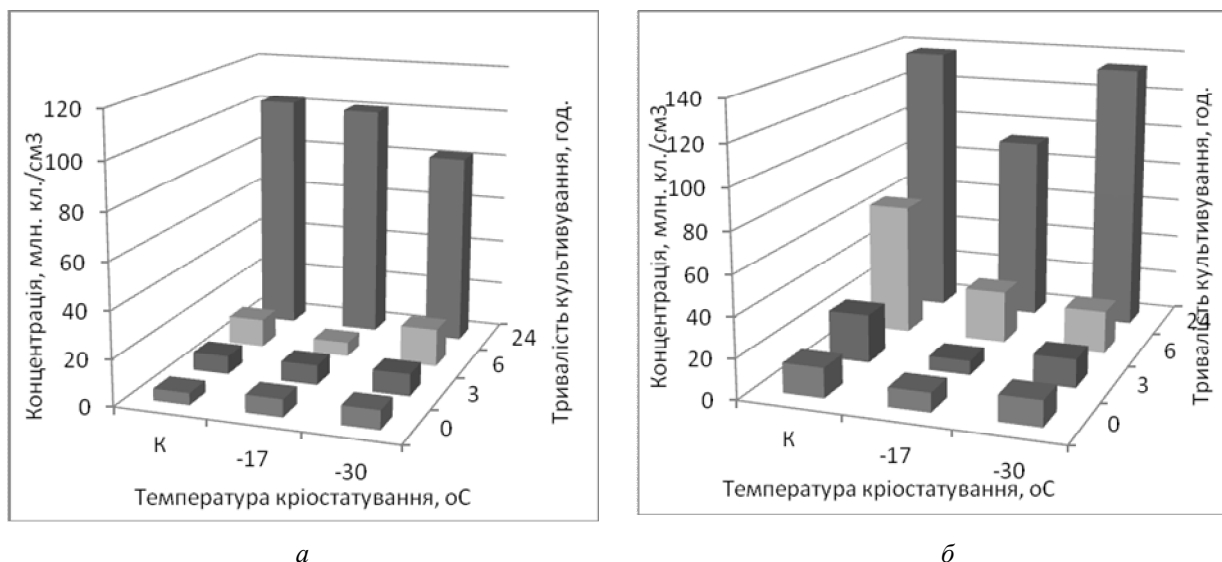 Концентрація, млн. кл./см3
120
100
80
60
40
20
0
К
-17
-30
Температура кріостатування, оС
0
3
6
24
Тривалість культивування, год.
а
Концентрація, млн. кл./см3
140
120
100
80
60
40
20
0
К
-17
-30
Температура кріостатування, оС
0
3
6
24
Тривалість культивування, год.
б